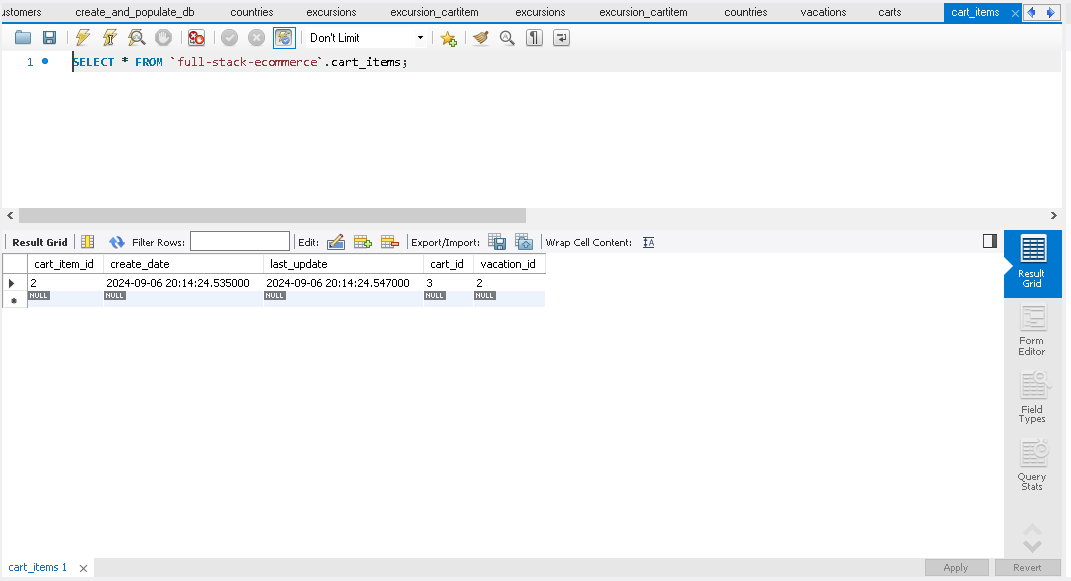 ustomers create_and_populate_db countries excursions excursion_cartitem excursions excursion_cartitem countries vacations carts cart_items
Don't Limit
1 SELECT * FROM `full-stack-ecommerce`.cart_items;
Result Grid Filter Rows: Edit: Export/Import: Wrap Cell Content: IA
cart_item_id create_date last_update cart_id vacation_id
2 2024-09-06 20:14:24.535000 2024-09-06 20:14:24.547000 3 2
NULL NULL NULL NULL NULL
Result
Grid
Form
Editor
Field
Types
Query
Stats
cart_items 1 Apply Revert